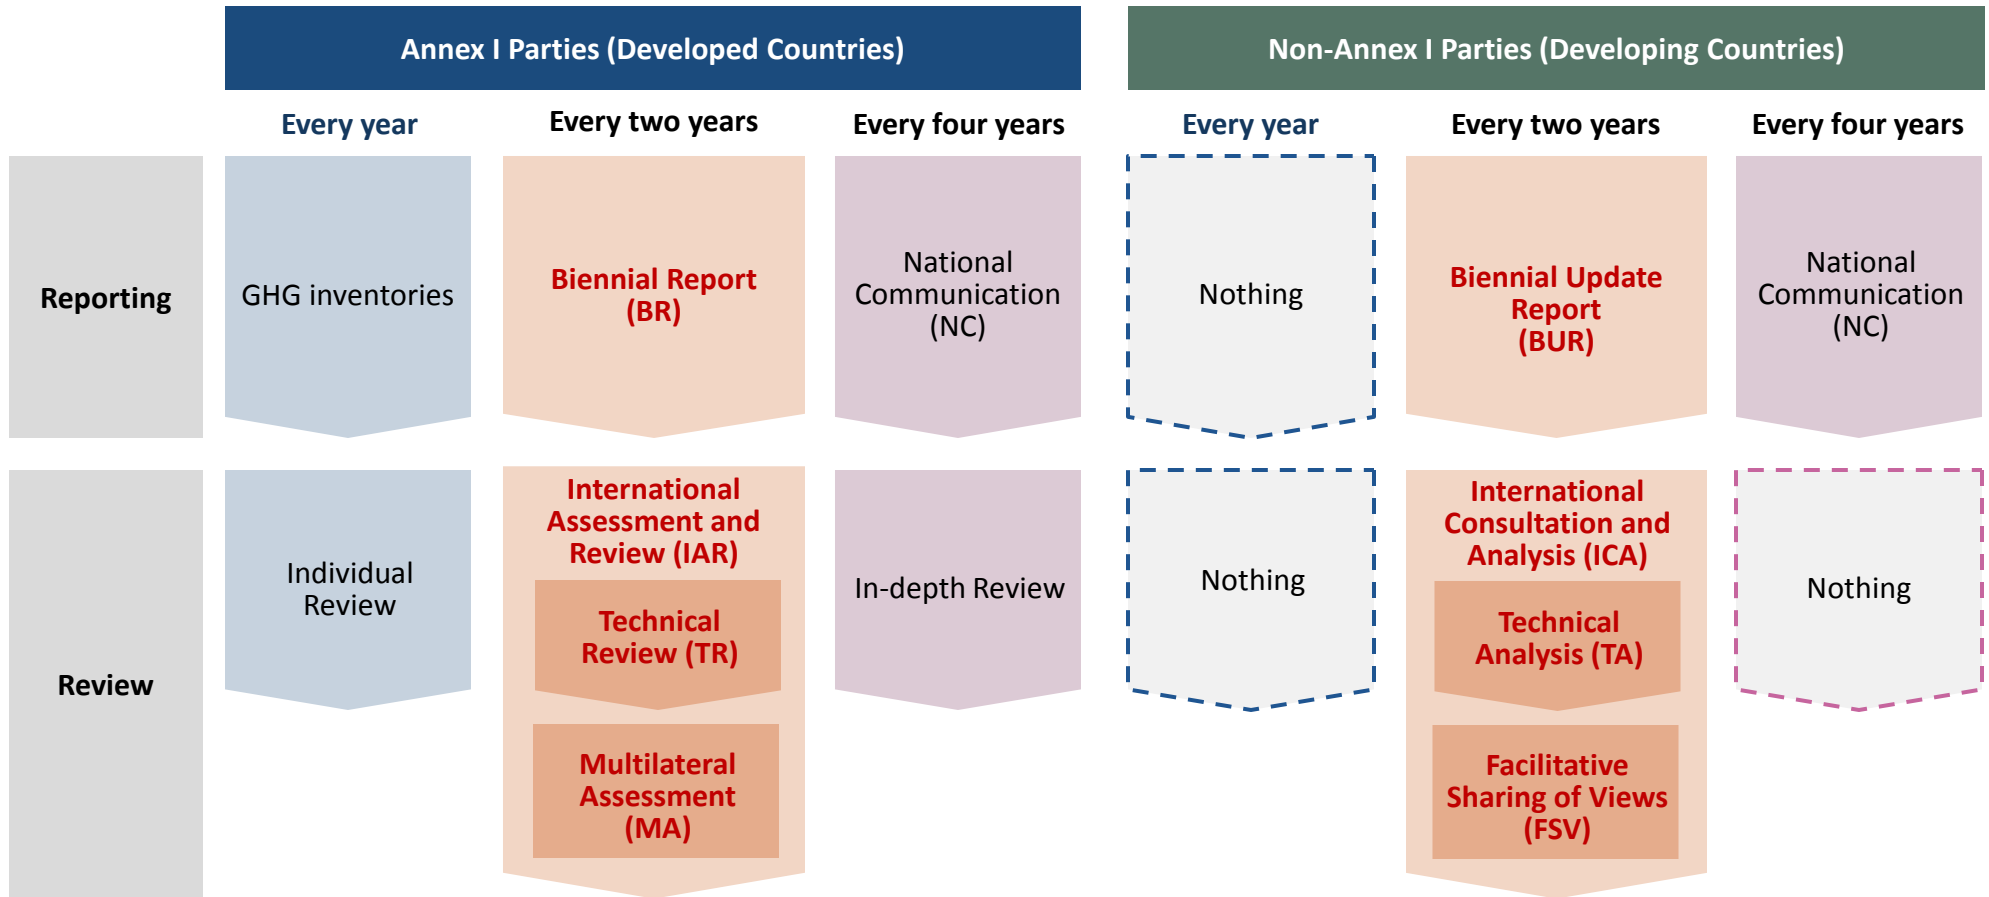 Annex I Parties (Developed Countries)
Non-Annex I Parties (Developing Countries)
Every year
Every two years
Every four years
Every year
Every two years
Every four years
Reporting
GHG inventories
Biennial Report
(BR)
National
Communication
(NC)
Nothing
Biennial Update
Report
(BUR)
National
Communication
(NC)
Review
Individual
Review
International
Assessment and
Review (IAR)
Technical
Review (TR)
Multilateral
Assessment
(MA)
In-depth Review
Nothing
International
Consultation and
Analysis (ICA)
Technical
Analysis (TA)
Facilitative
Sharing of Views
(FSV)
Nothing